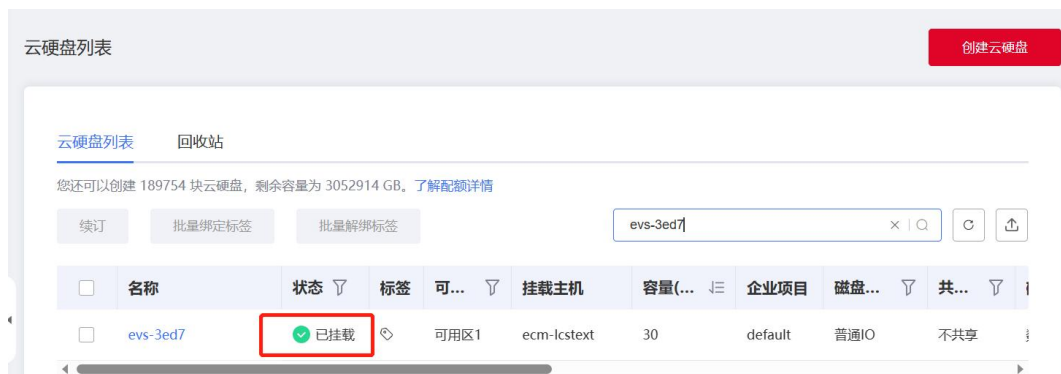 云硬盘列表
创建云硬盘
云硬盘列表 回收站
您还可以创建 189754 块云硬盘，剩余容量为 3052914 GB。了解配额详情
续订 批量绑定标签 批量解绑标签 evs-3ed7
名称 状态 标签 可... 挂载主机 容量(... 企业项目 磁盘... 共...
evs-3ed7 已挂载 可用区1 ecm-lcstext 30 default 普通IO 不共享